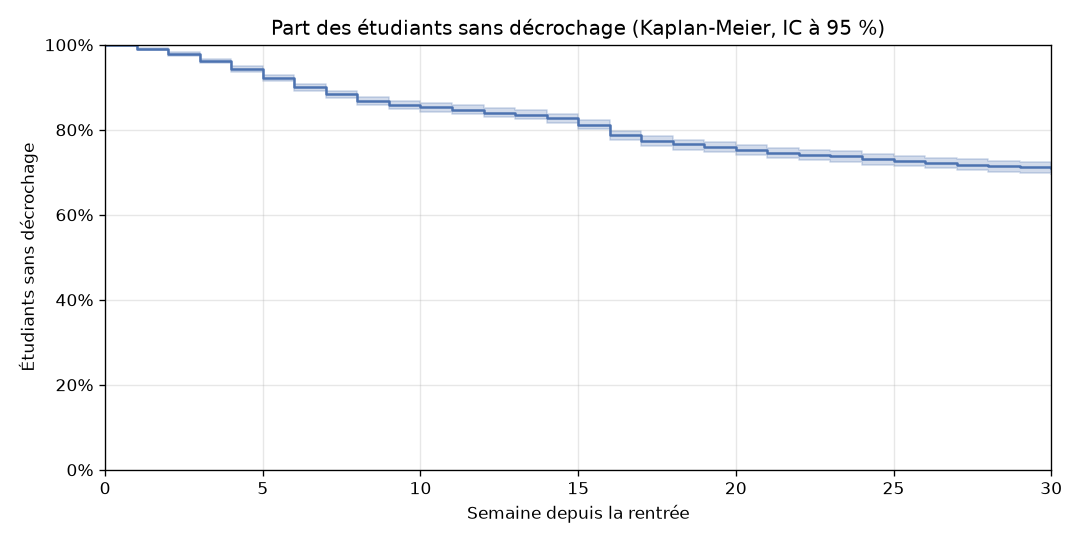 Part des étudiants sans décrochage (Kaplan-Meier, IC à 95 %)
100%
80%
60%
40%
20%
0%
Étudiants sans décrochage
0 5 10 15 20 25 30
Semaine depuis la rentrée